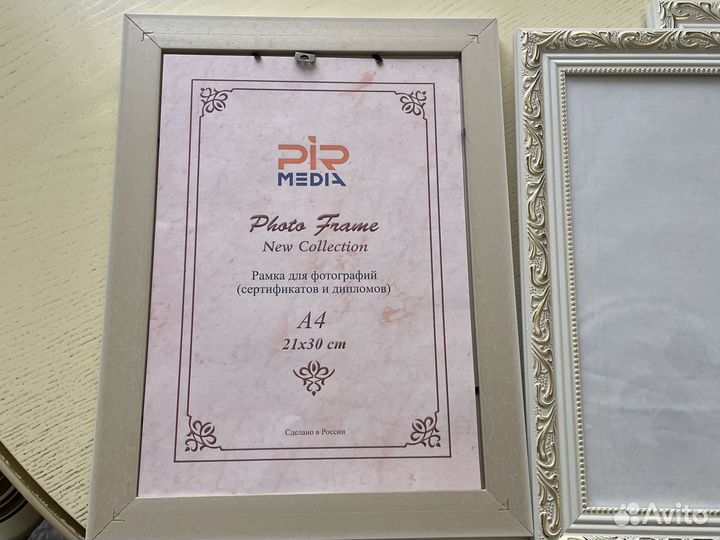 PIR
MEDIA
Photo Frame
New Collection
Рамка для фотографий
(сертификатов и дипломов)
A4
21x30 cm
Сделано в России
Avito